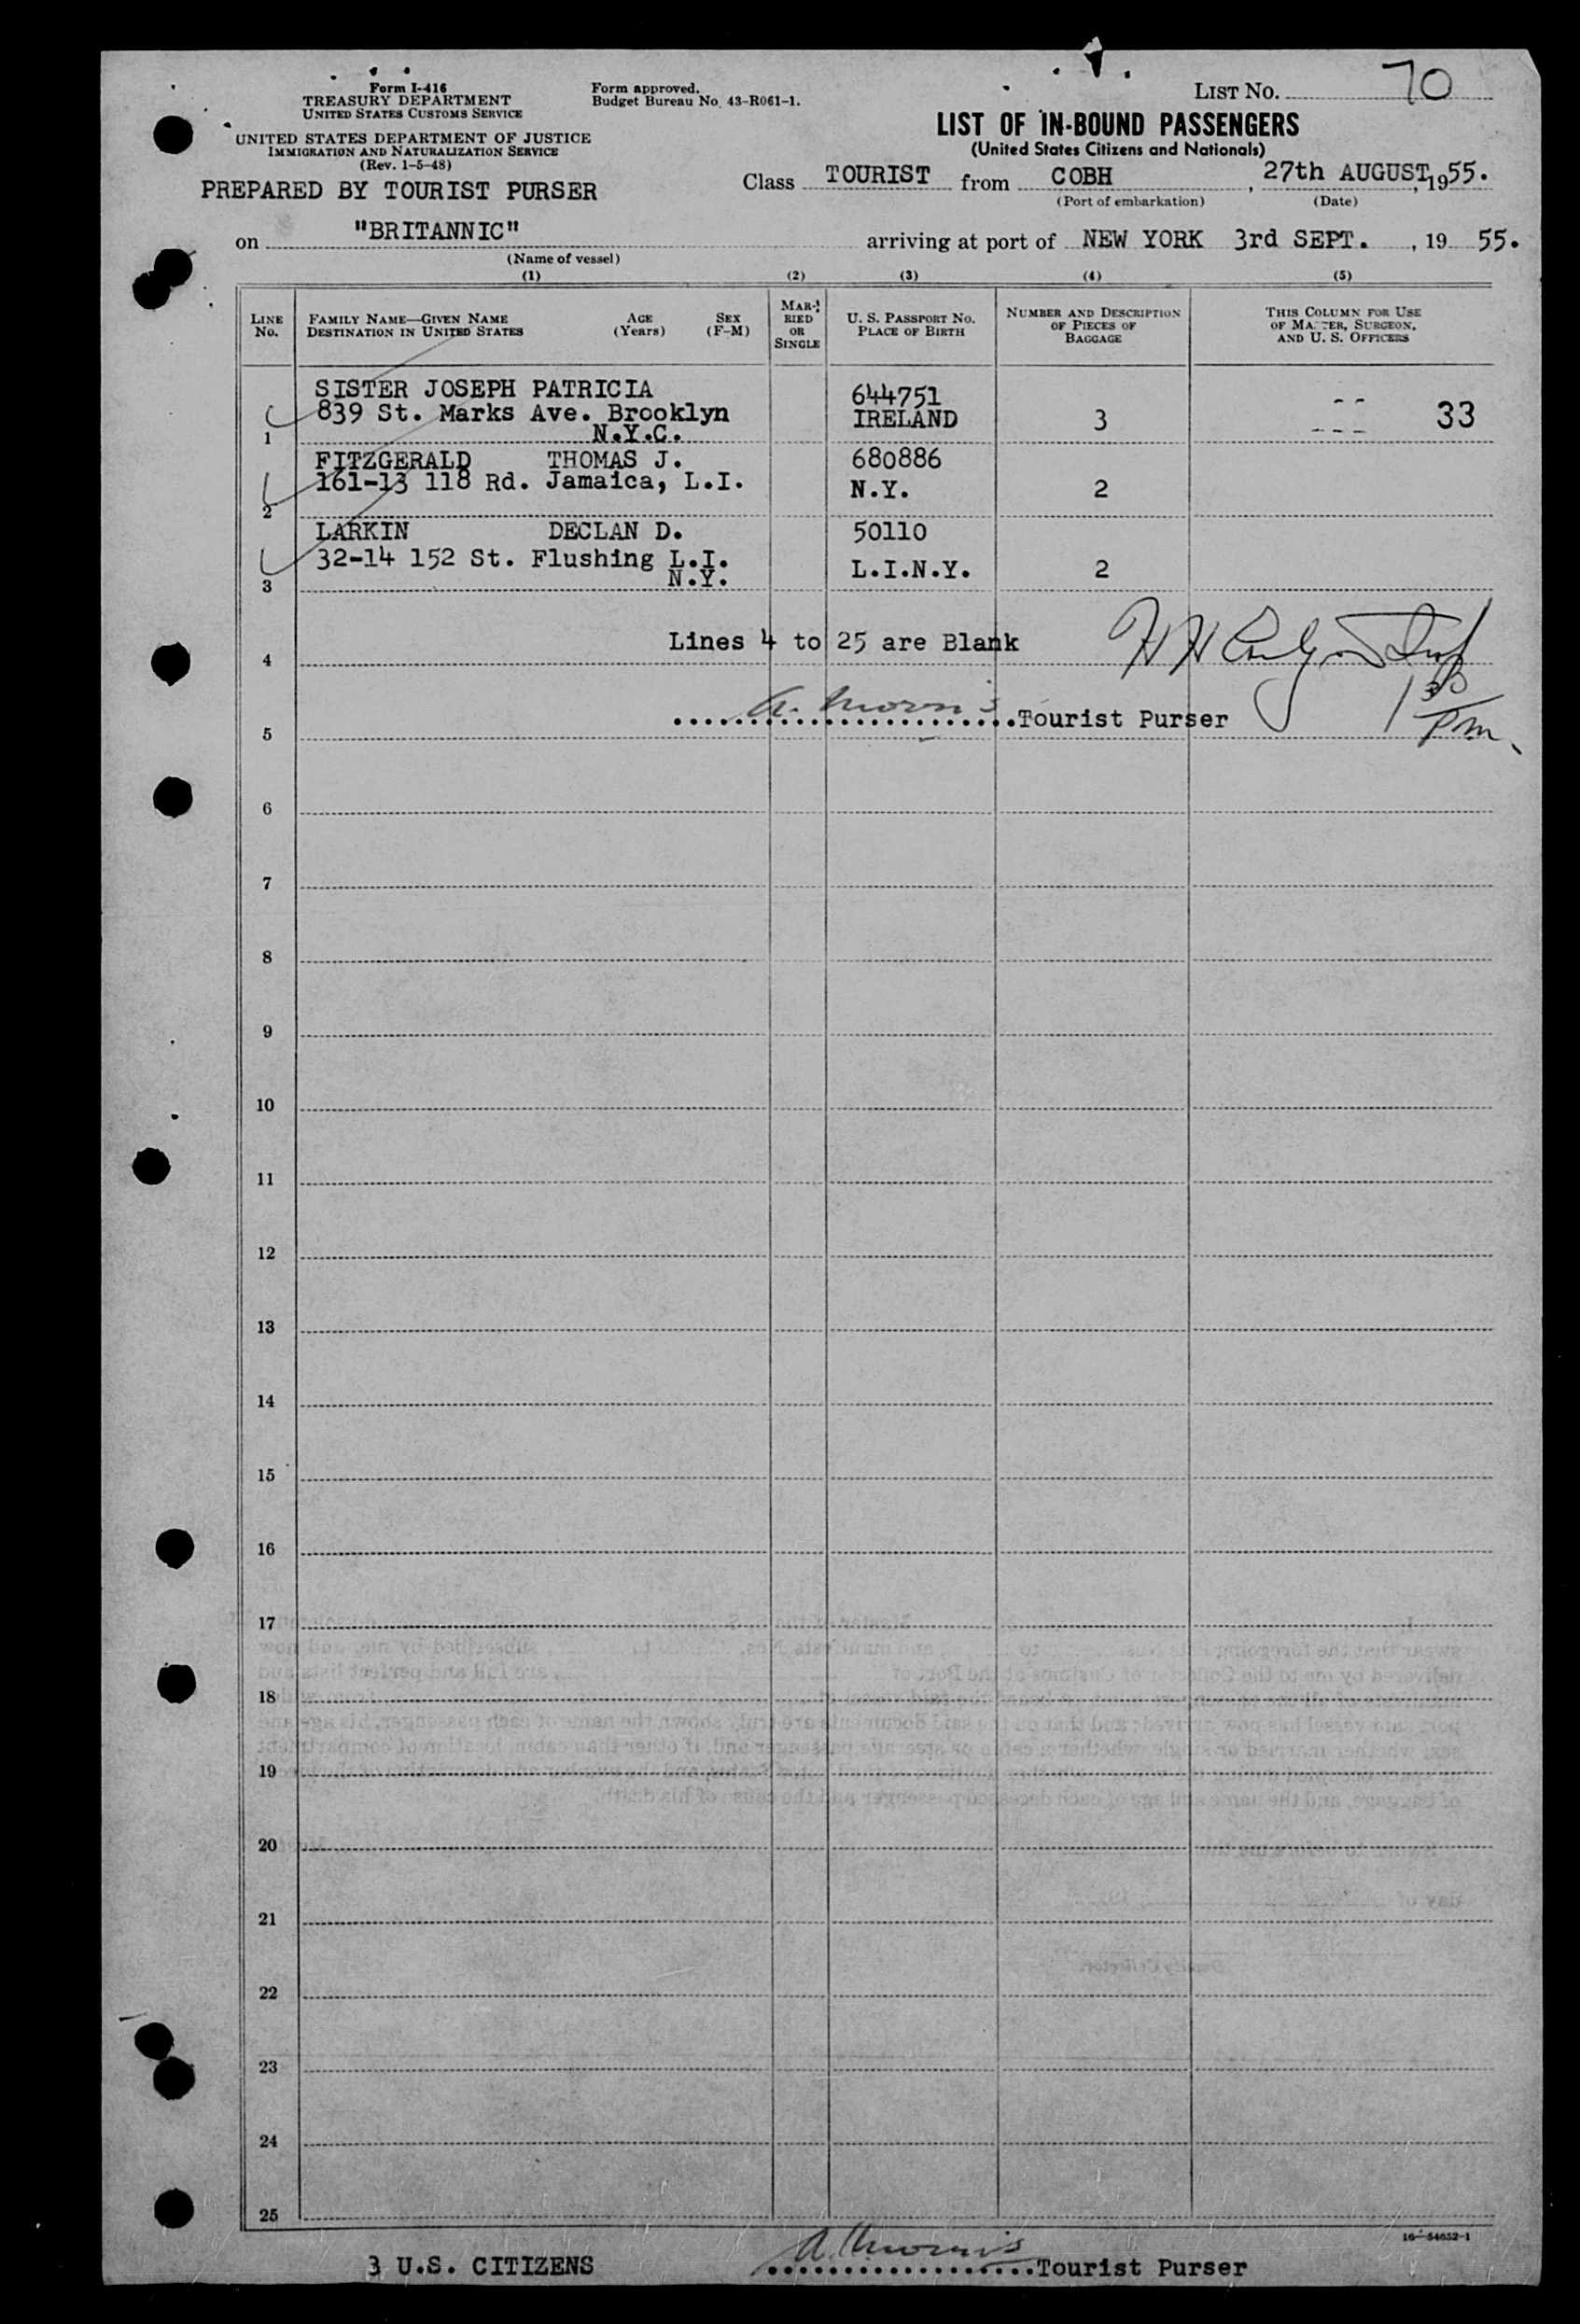 Form I-416
TREASURY DEPARTMENT
UNITED STATES CUSTOMS SERVICE
UNITED STATES DEPARTMENT OF JUSTICE
IMMIGRATION AND NATURALIZATION SERVICE
(Rev. 1-5-48)
PREPARED BY TOURIST PURSER
Form approved.
Budget Bureau No. 43-R061-1.
LIST No. 70
LIST OF IN-BOUND PASSENGERS
(United States Citizens and Nationals)
Class TOURIST from COBH, 27th AUGUST, 1955.
(Port of embarkation) (Date)
on "BRITANNIC" arriving at port of NEW YORK 3rd SEPT., 19 55.
(Name of vessel)
(1) (2) (3) (4) (5)
LINE No. FAMILY NAME—GIVEN NAME DESTINATION IN UNITED STATES AGE (Years) SEX (F-M) MARRIED OR SINGLE U. S. PASSPORT No. PLACE OF BIRTH NUMBER AND DESCRIPTION OF PIECES OF BAGGAGE THIS COLUMN FOR USE OF MASTER, SURGEON, AND U. S. OFFICERS
SISTER JOSEPH PATRICIA 644751
839 St. Marks Ave. Brooklyn IRELAND 3 33
1 N.Y.C.
FITZGERALD THOMAS J. 680886
161-13 118 Rd. Jamaica, L.I. N.Y. 2
2
LARKIN DECLAN D. 50110
32-14 152 St. Flushing L.I. L.I.N.Y. 2
3 N.Y.
Lines 4 to 25 are Blank
4
A. Morris Tourist Purser 1 30 PM
5
6
7
8
9
10
11
12
13
14
15
16
17
18
19
20
21
22
23
24
25
16-54652-1
3 U.S. CITIZENS A. Morris Tourist Purser